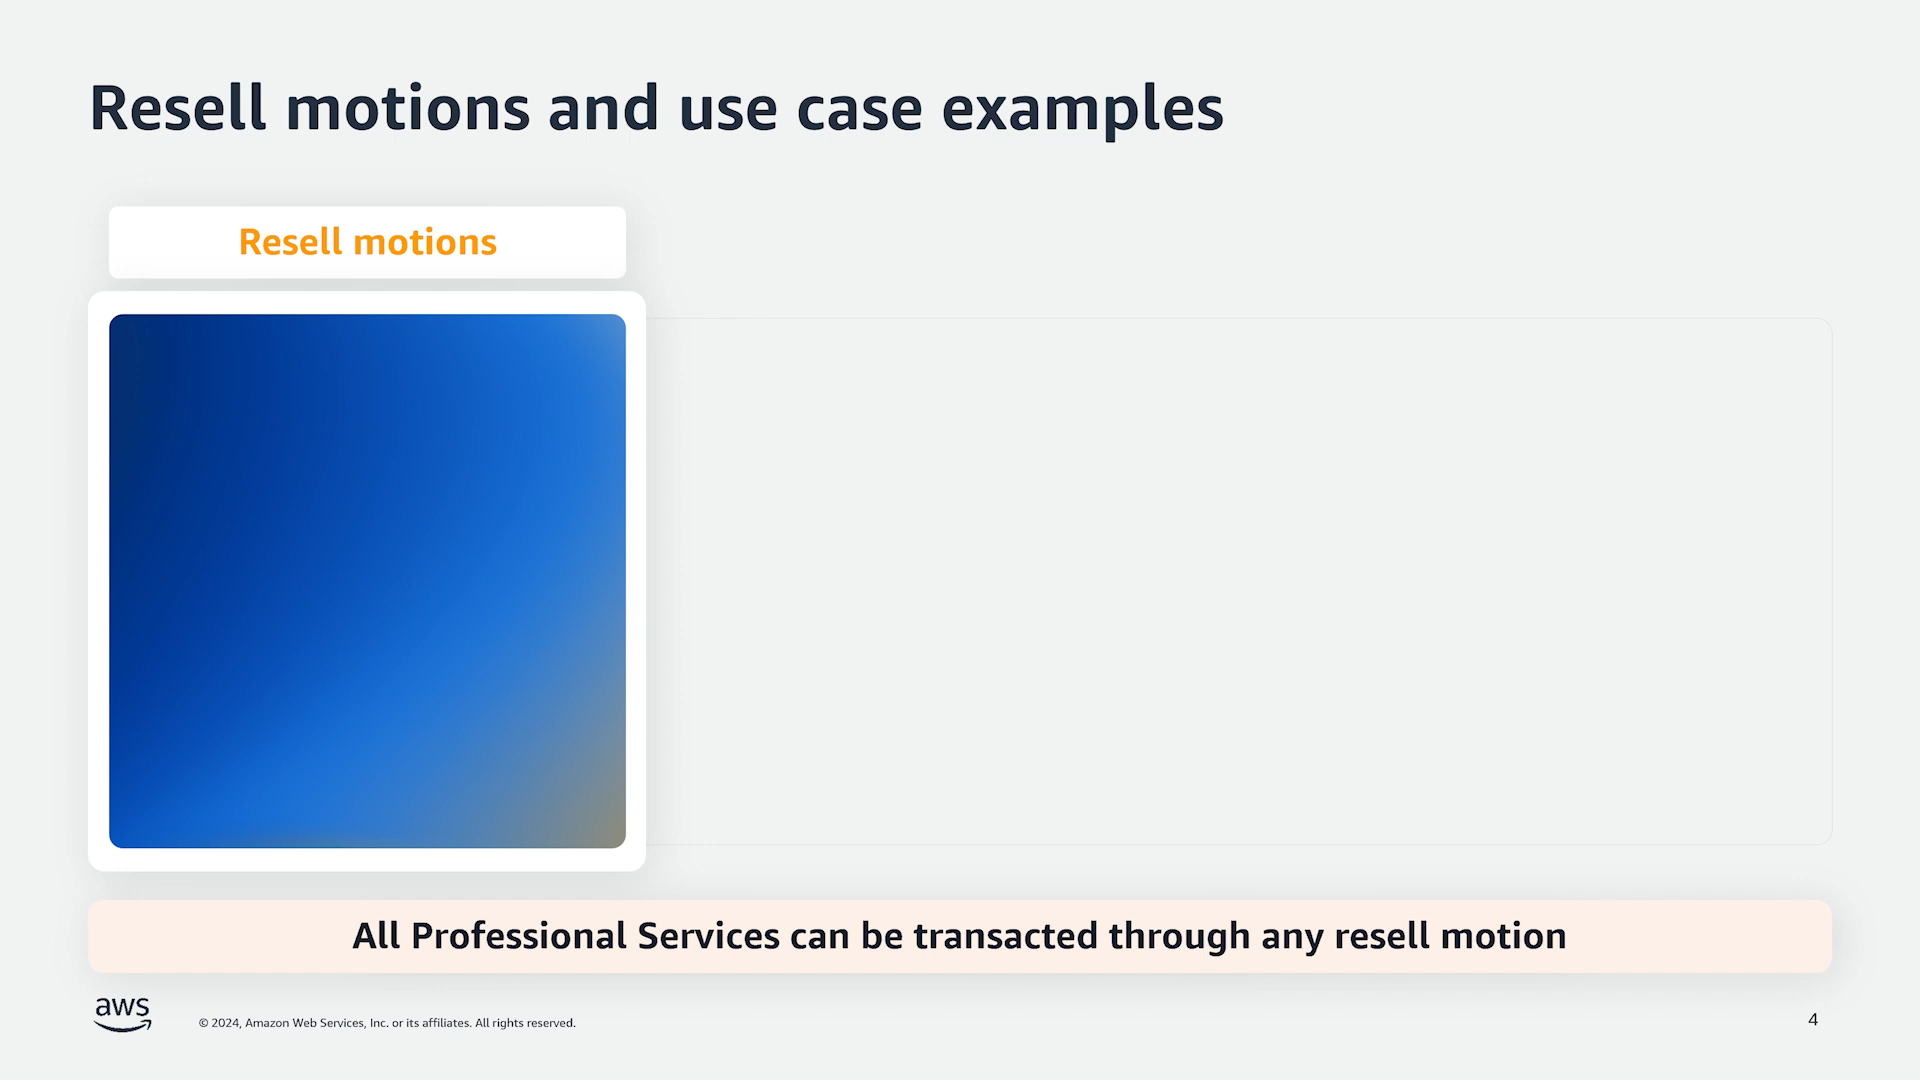 Resell motions and use case examples
Resell motions
All Professional Services can be transacted through any resell motion
aws
© 2024, Amazon Web Services, Inc. or its affiliates. All rights reserved.
4